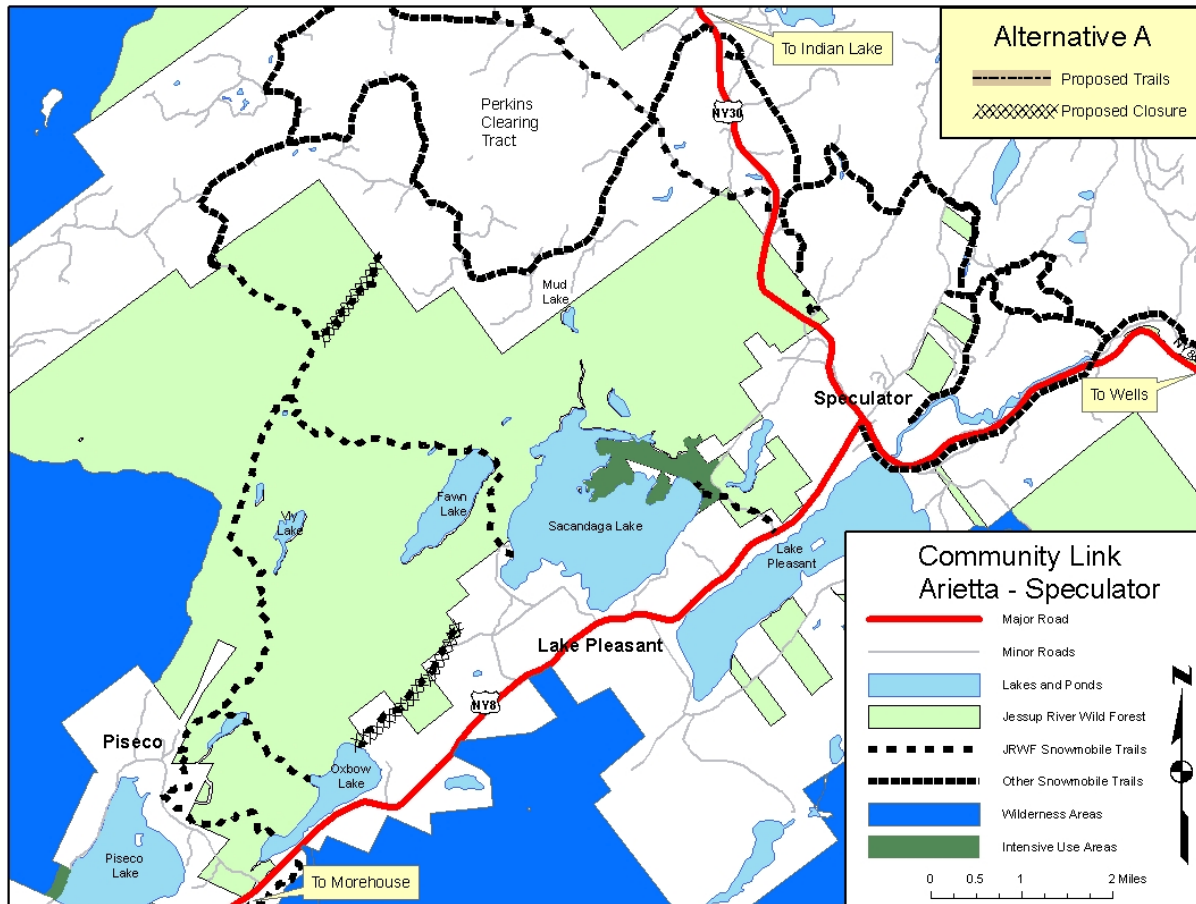 To Indian Lake
Alternative A
Proposed Trails
Proposed Closure
Perkins
Clearing
Tract
NY30
Mud
Lake
Speculator
To Wells
Fawn
Lake
Vly
Lake
Sacandaga Lake
Lake
Pleasant
Lake Pleasant
NY8
Piseco
Oxbow
Lake
Piseco
Lake
To Morehouse
Community Link
Arietta - Speculator
Major Road
Minor Roads
Lakes and Ponds
Jessup River Wild Forest
JRWF Snowmobile Trails
Other Snowmobile Trails
Wilderness Areas
Intensive Use Areas
N
0 0.5 1 2 Miles